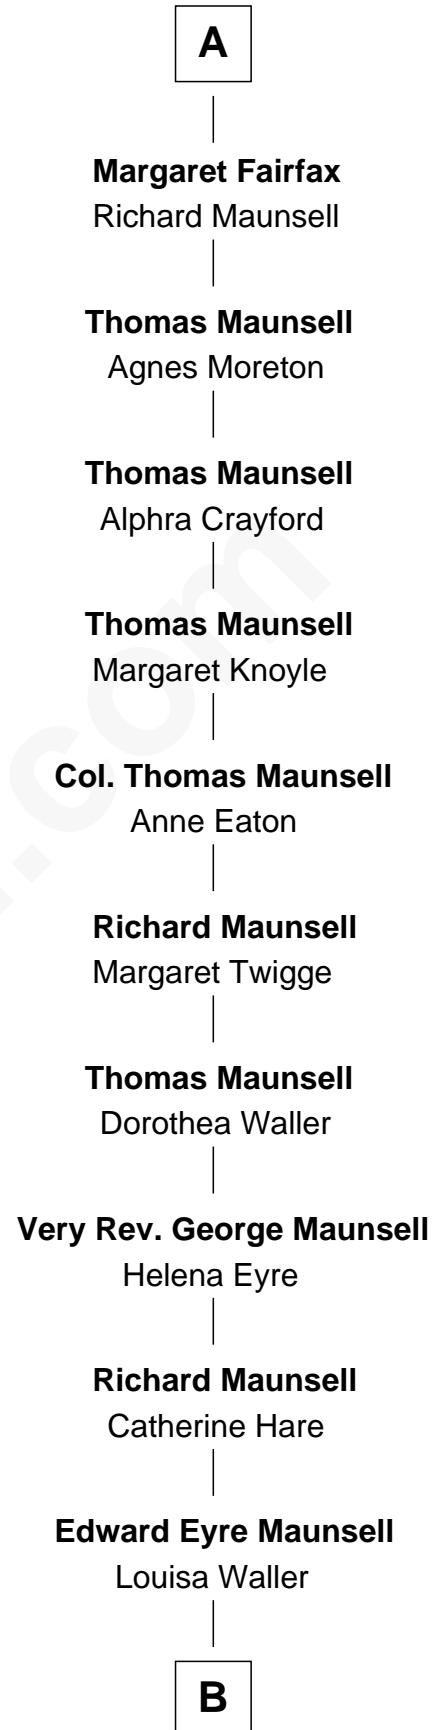 A
Margaret Fairfax
Richard Maunsell
Thomas Maunsell
Agnes Moreton
Thomas Maunsell
Alphra Crayford
Thomas Maunsell
Margaret Knoyle
Col. Thomas Maunsell
Anne Eaton
Richard Maunsell
Margaret Twigge
Thomas Maunsell
Dorothea Waller
Very Rev. George Maunsell
Helena Eyre
Richard Maunsell
Catherine Hare
Edward Eyre Maunsell
Louisa Waller
B